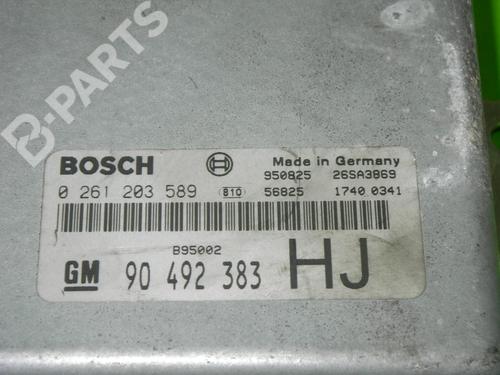 B-PARTS
BOSCH Made in Germany
950825 26SA3869
0 261 203 589 810 56825 1740 0341
B95002
GM 90 492 383 HJ